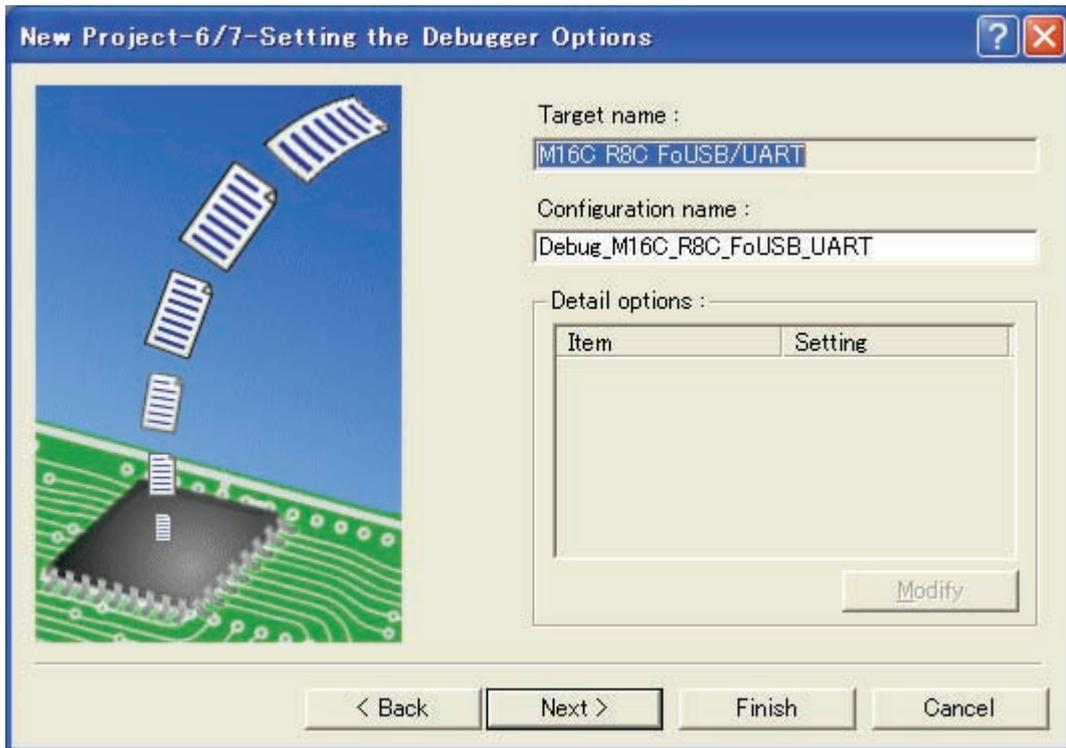 New Project-6/7-Setting the Debugger Options
Target name :
M16C R8C FoUSB/UART
Configuration name :
Debug_M16C_R8C_FoUSB_UART
Detail options :
Item Setting
Modify
< Back Next > Finish Cancel